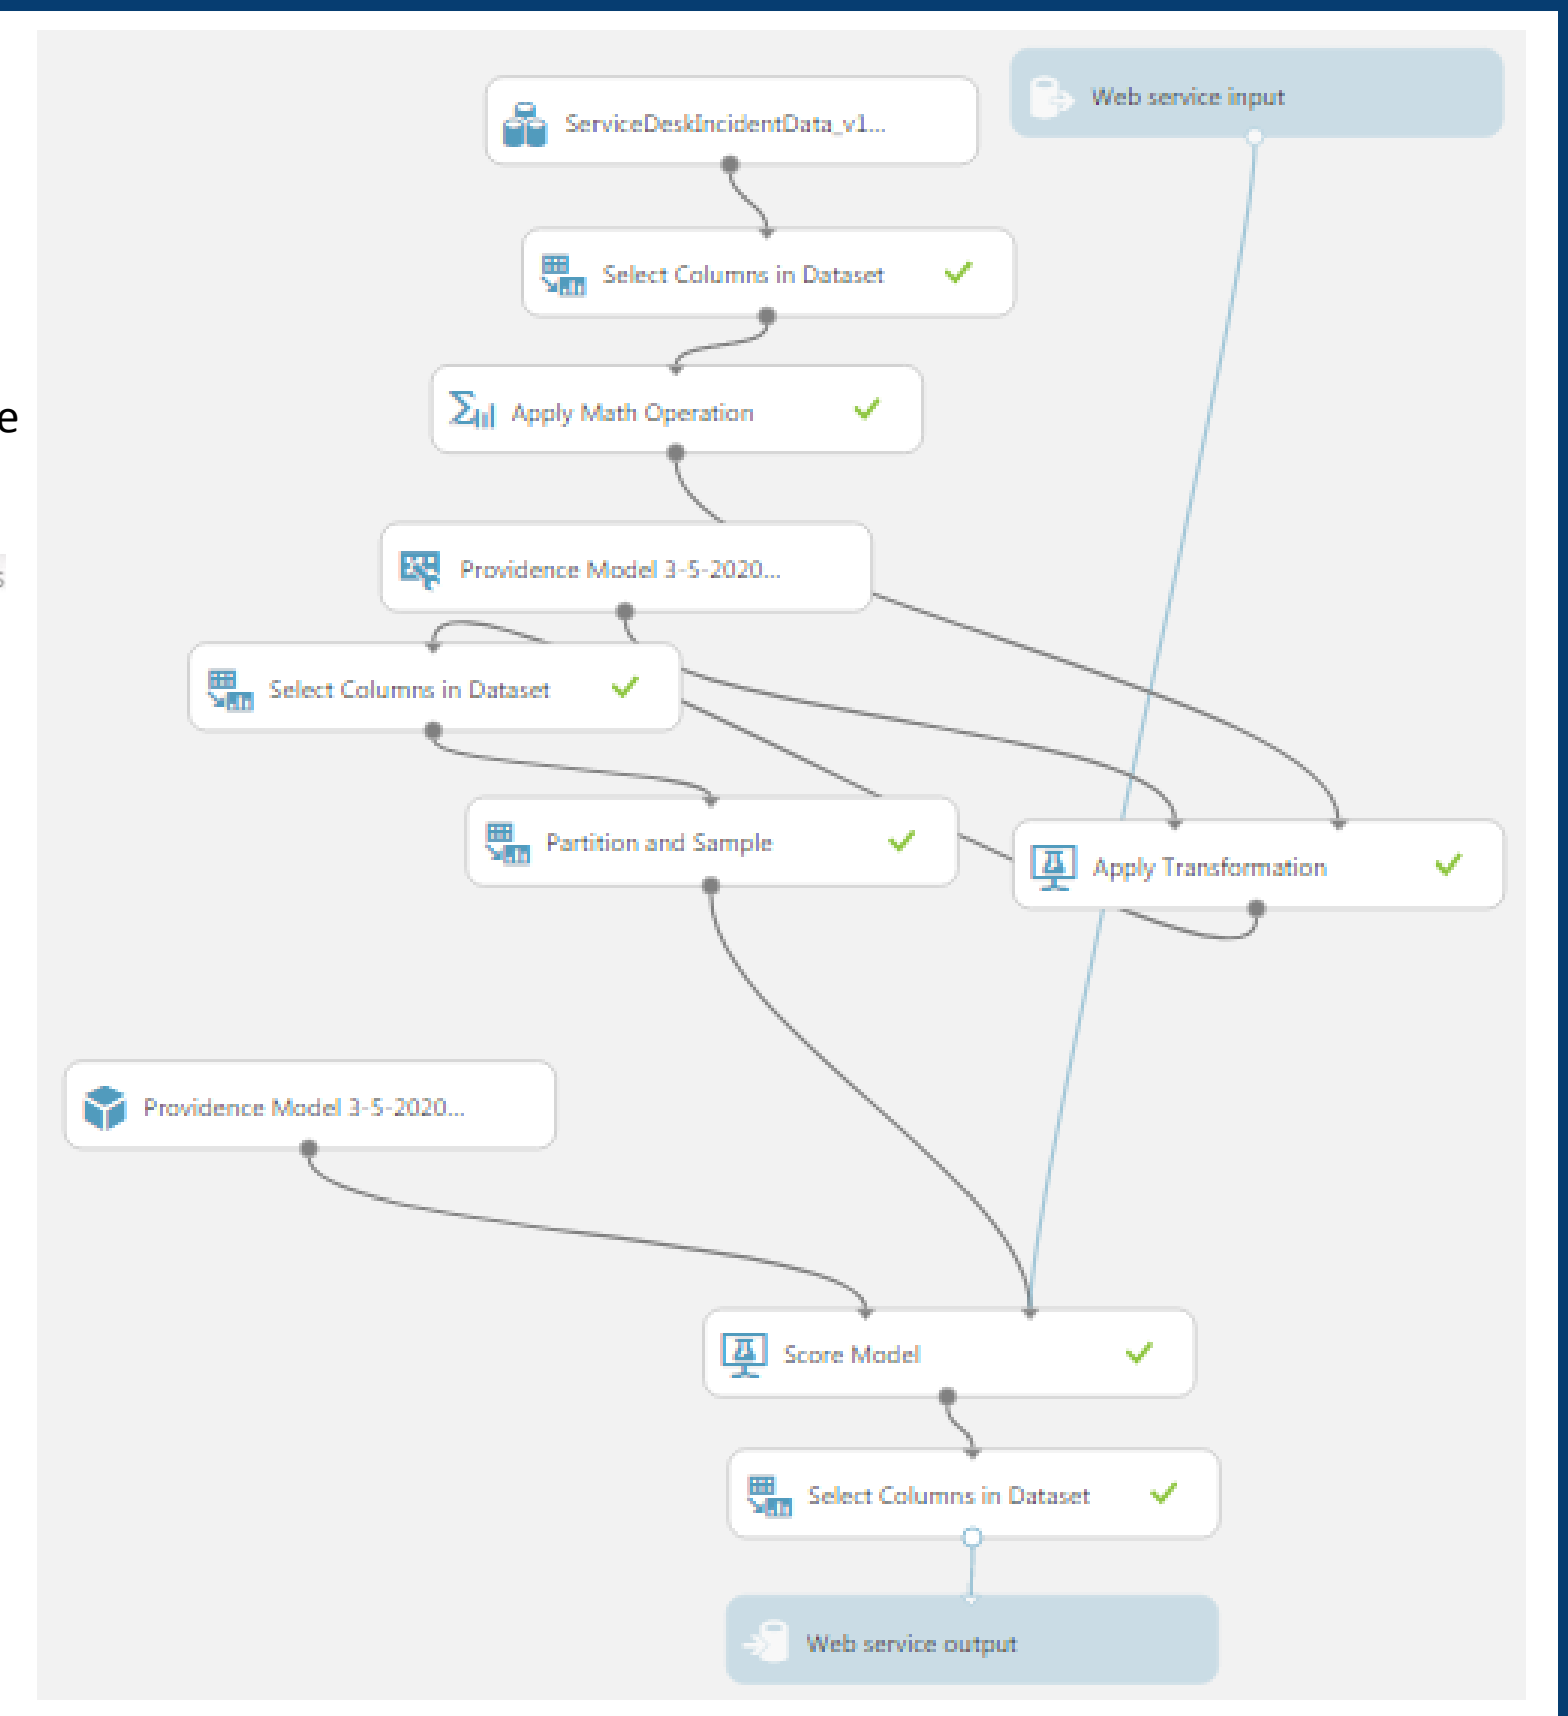 ServiceDeskIncidentData_v1...
Web service input
Select Columns in Dataset
Apply Math Operation
e
Providence Model 3-5-2020...
s
Select Columns in Dataset
Partition and Sample
Apply Transformation
Providence Model 3-5-2020...
Score Model
Select Columns in Dataset
Web service output